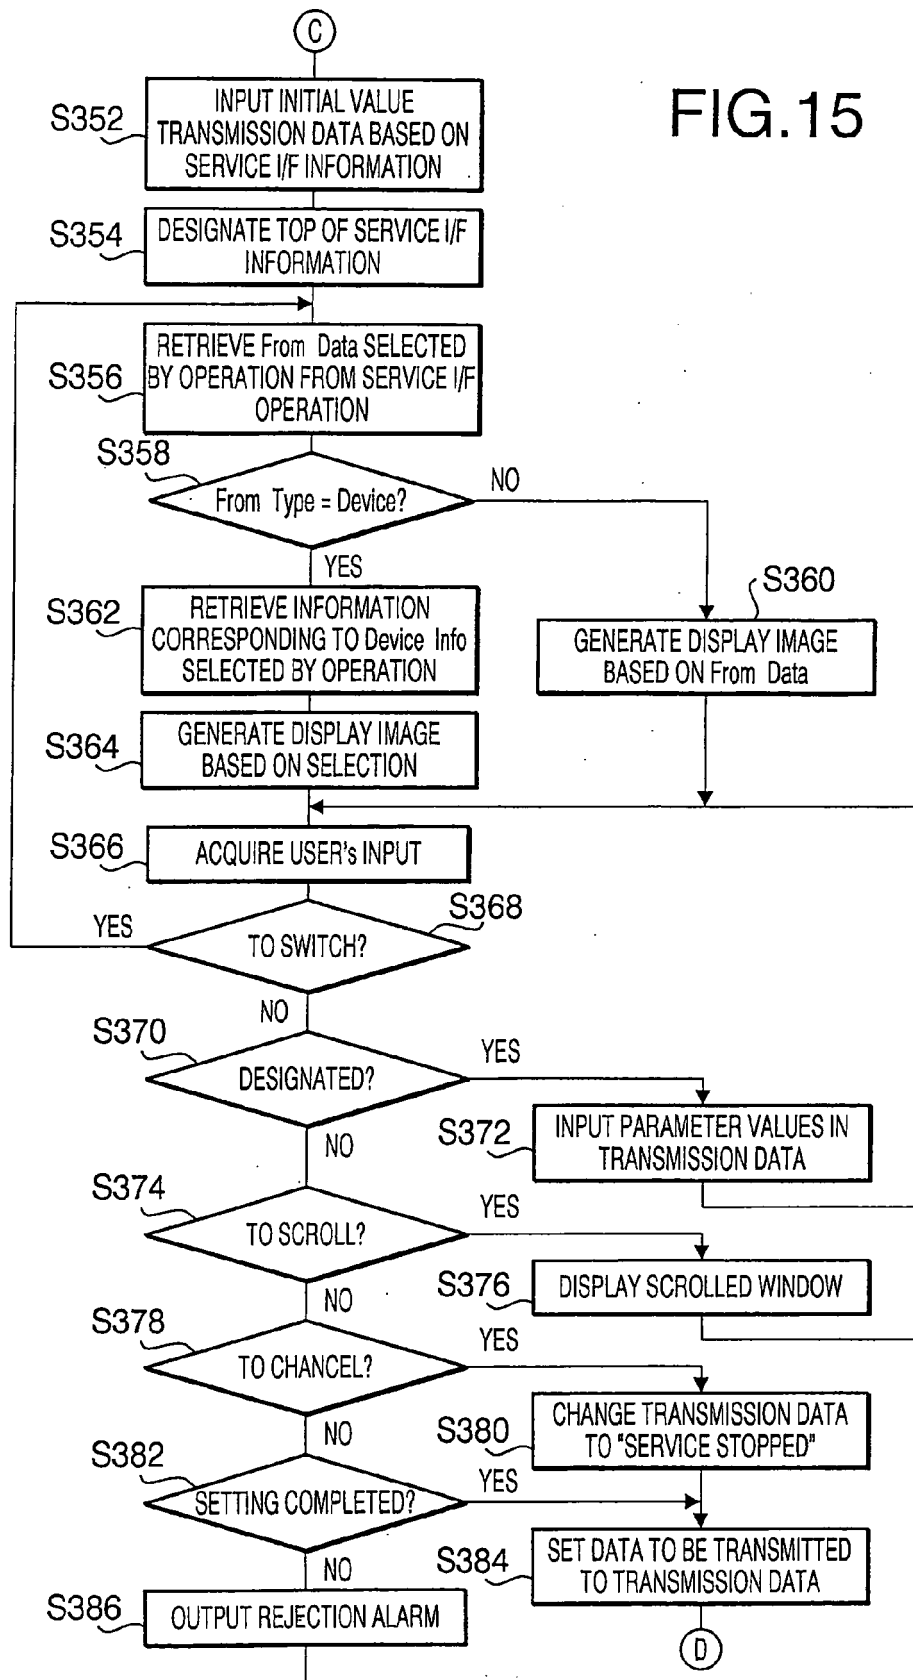 C
FIG.15
S352
INPUT INITIAL VALUE
TRANSMISSION DATA BASED ON
SERVICE I/F INFORMATION
S354
DESIGNATE TOP OF SERVICE I/F
INFORMATION
S356
RETRIEVE From Data SELECTED
BY OPERATION FROM SERVICE I/F
OPERATION
S358
From Type = Device?
NO
YES
S360
GENERATE DISPLAY IMAGE
BASED ON From Data
S362
RETRIEVE INFORMATION
CORRESPONDING TO Device Info
SELECTED BY OPERATION
S364
GENERATE DISPLAY IMAGE
BASED ON SELECTION
S366
ACQUIRE USER's INPUT
S368
YES
TO SWITCH?
NO
S370
DESIGNATED?
YES
NO
S372
INPUT PARAMETER VALUES IN
TRANSMISSION DATA
S374
TO SCROLL?
YES
NO
S376
DISPLAY SCROLLED WINDOW
S378
TO CHANCEL?
YES
NO
S380
CHANGE TRANSMISSION DATA
TO "SERVICE STOPPED"
S382
SETTING COMPLETED?
YES
NO
S384
SET DATA TO BE TRANSMITTED
TO TRANSMISSION DATA
S386
OUTPUT REJECTION ALARM
D